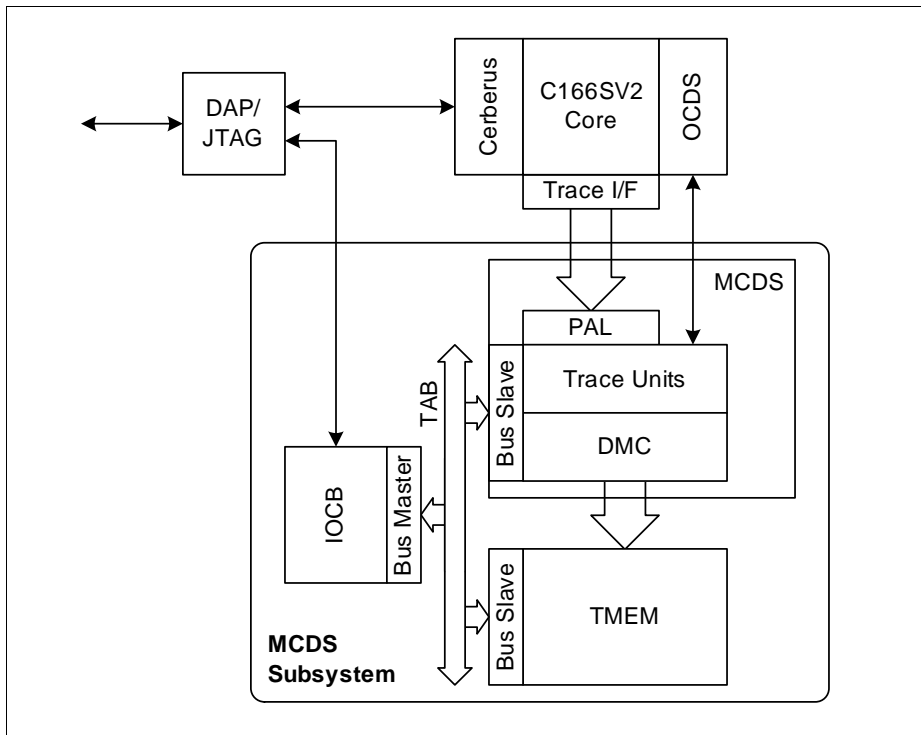 DAP/
JTAG
Cerberus
C166SV2
Core
OCDS
Trace I/F
MCDS
PAL
Bus Slave
Trace Units
DMC
TAB
IOCB
Bus Master
Bus Slave
TMEM
MCDS
Subsystem